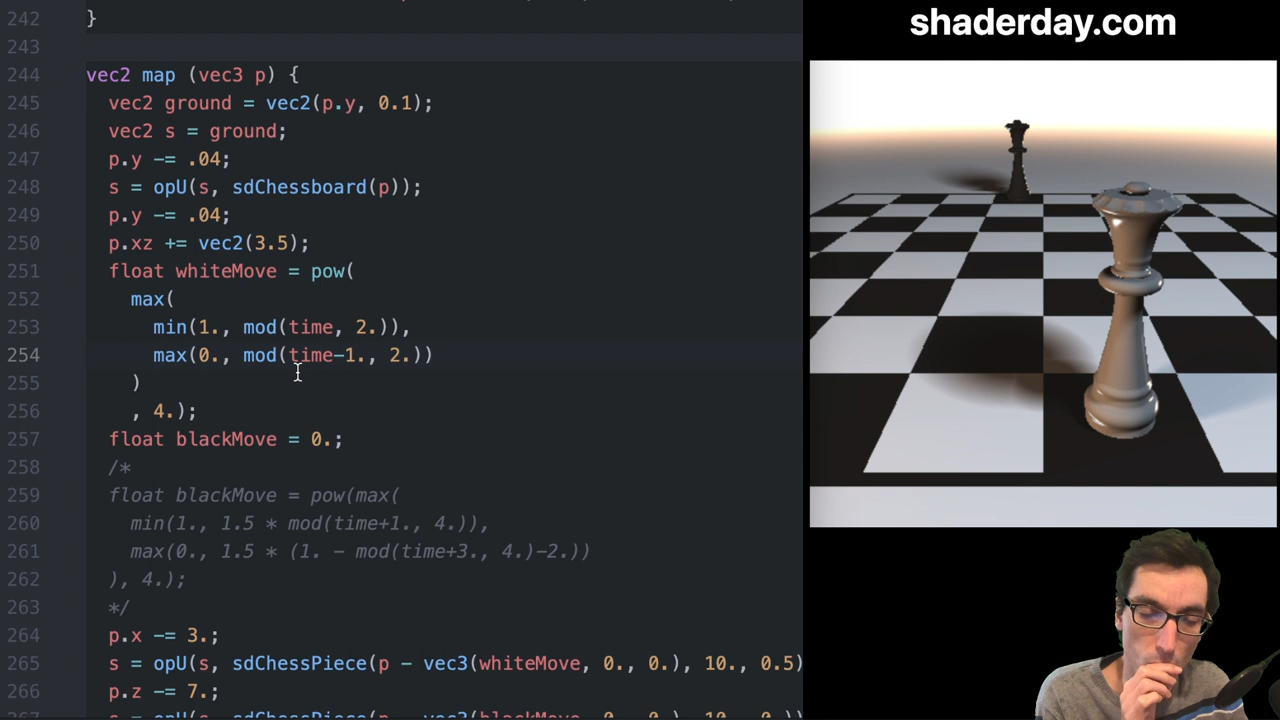 shaderday.com
242 }
243
244 vec2 map (vec3 p) {
245 vec2 ground = vec2(p.y, 0.1);
246 vec2 s = ground;
247 p.y -= .04;
248 s = opU(s, sdChessboard(p));
249 p.y -= .04;
250 p.xz += vec2(3.5);
251 float whiteMove = pow(
252 max(
253 min(1., mod(time, 2.)),
254 max(0., mod(time-1., 2.))
255 )
256 , 4.);
257 float blackMove = 0.;
258 /*
259 float blackMove = pow(max(
260 min(1., 1.5 * mod(time+1., 4.)),
261 max(0., 1.5 * (1. - mod(time+3., 4.)-2.))
262 ), 4.);
263 */
264 p.x -= 3.;
265 s = opU(s, sdChessPiece(p - vec3(whiteMove, 0., 0.), 10., 0.5)
266 p.z -= 7.;